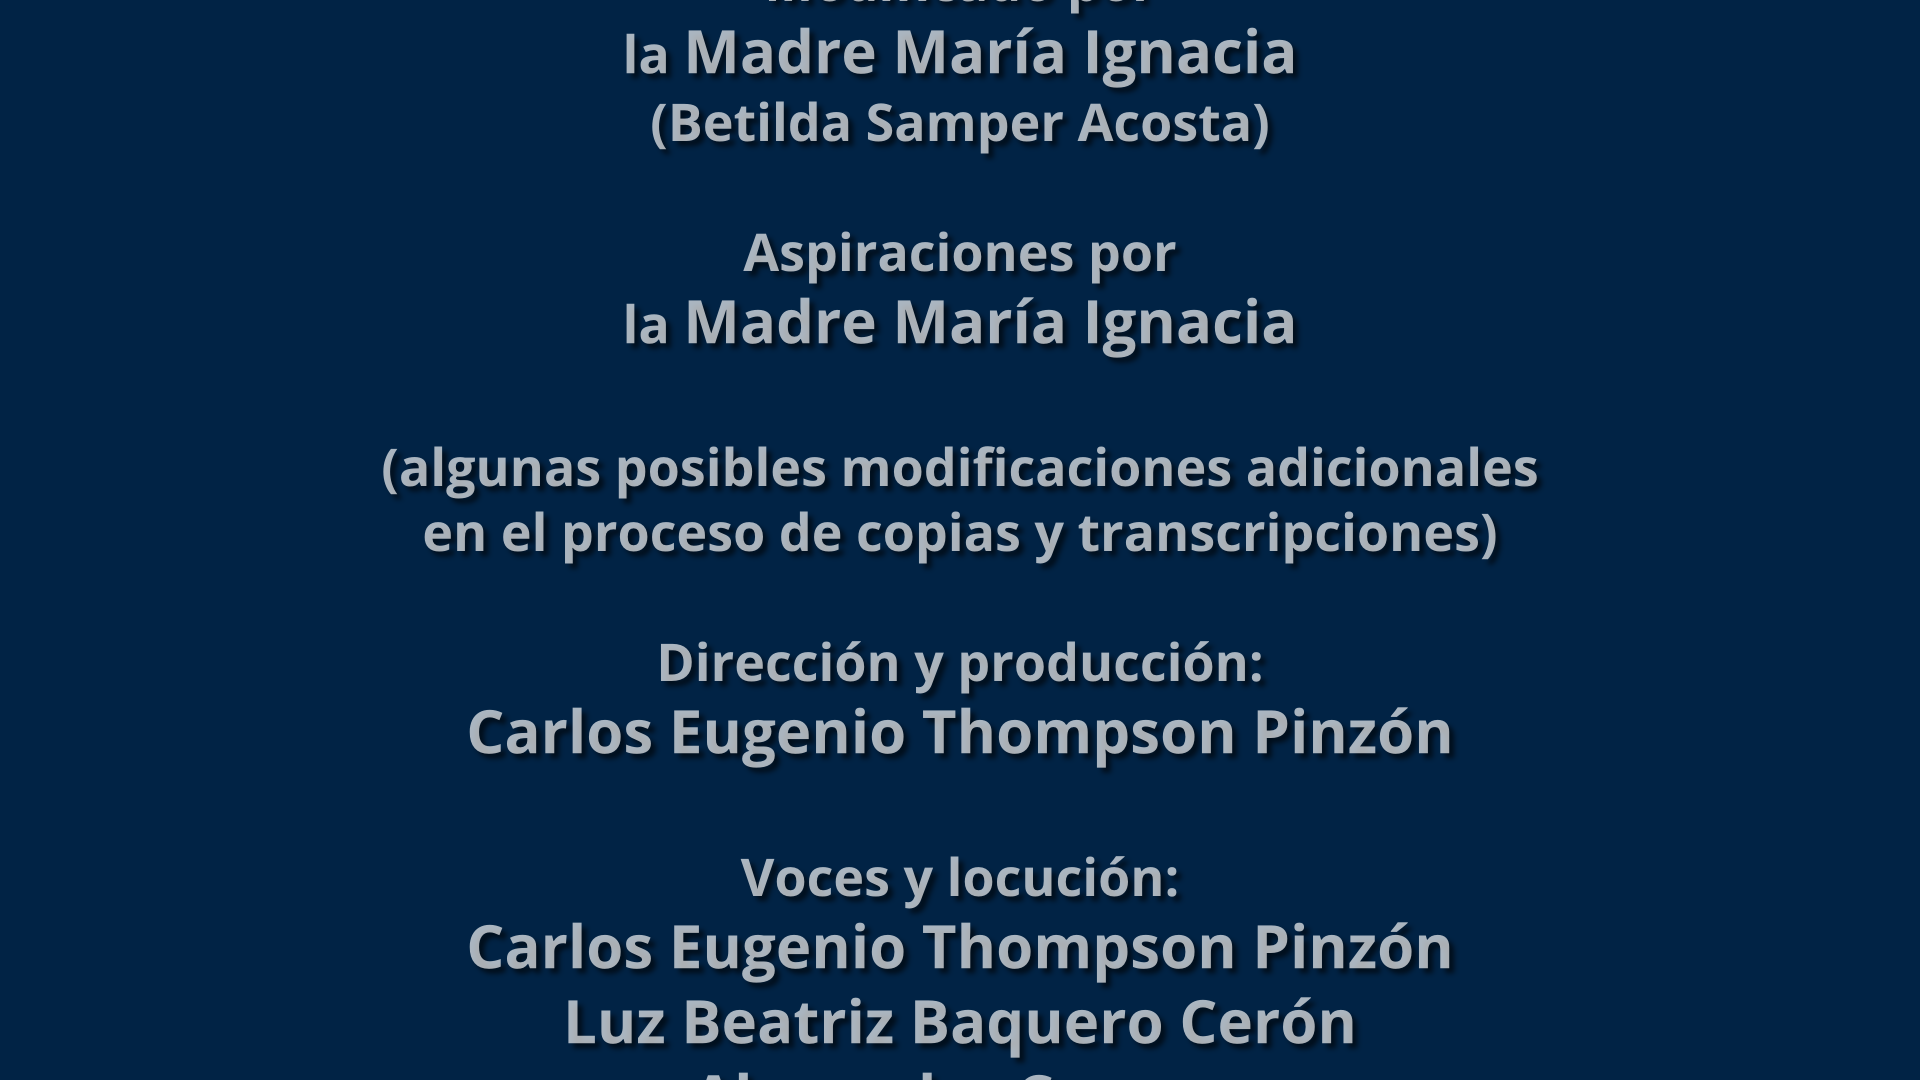 Modificado por
la Madre María Ignacia
(Betilda Samper Acosta)
Aspiraciones por
la Madre María Ignacia
(algunas posibles modificaciones adicionales
en el proceso de copias y transcripciones)
Dirección y producción:
Carlos Eugenio Thompson Pinzón
Voces y locución:
Carlos Eugenio Thompson Pinzón
Luz Beatriz Baquero Cerón